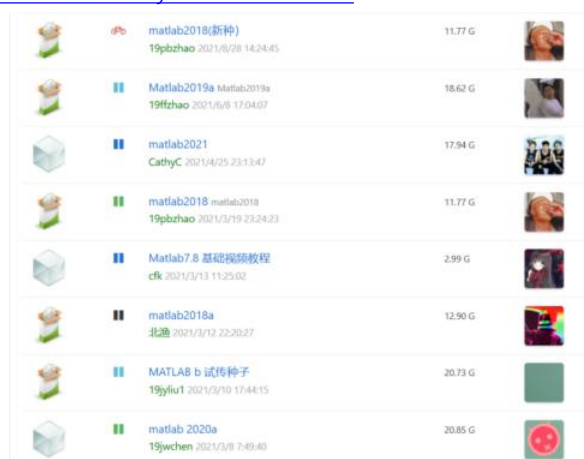 matlab2018(新种)
11.77 G
19pbzhao 2021/8/28 14:24:45
Matlab2019a Matlab2019a
18.62 G
19ffzhao 2021/6/8 17:04:07
matlab2021
17.94 G
CathyC 2021/4/25 23:13:47
matlab2018 matlab2018
11.77 G
19pbzhao 2021/3/19 23:24:23
Matlab7.8 基础视频教程
2.99 G
cfk 2021/3/13 11:25:02
matlab2018a
12.90 G
北渔 2021/3/12 22:20:27
MATLAB b 试传种子
20.73 G
19jyliu1 2021/3/10 17:44:15
matlab 2020a
20.85 G
19jwchen 2021/3/8 7:49:40